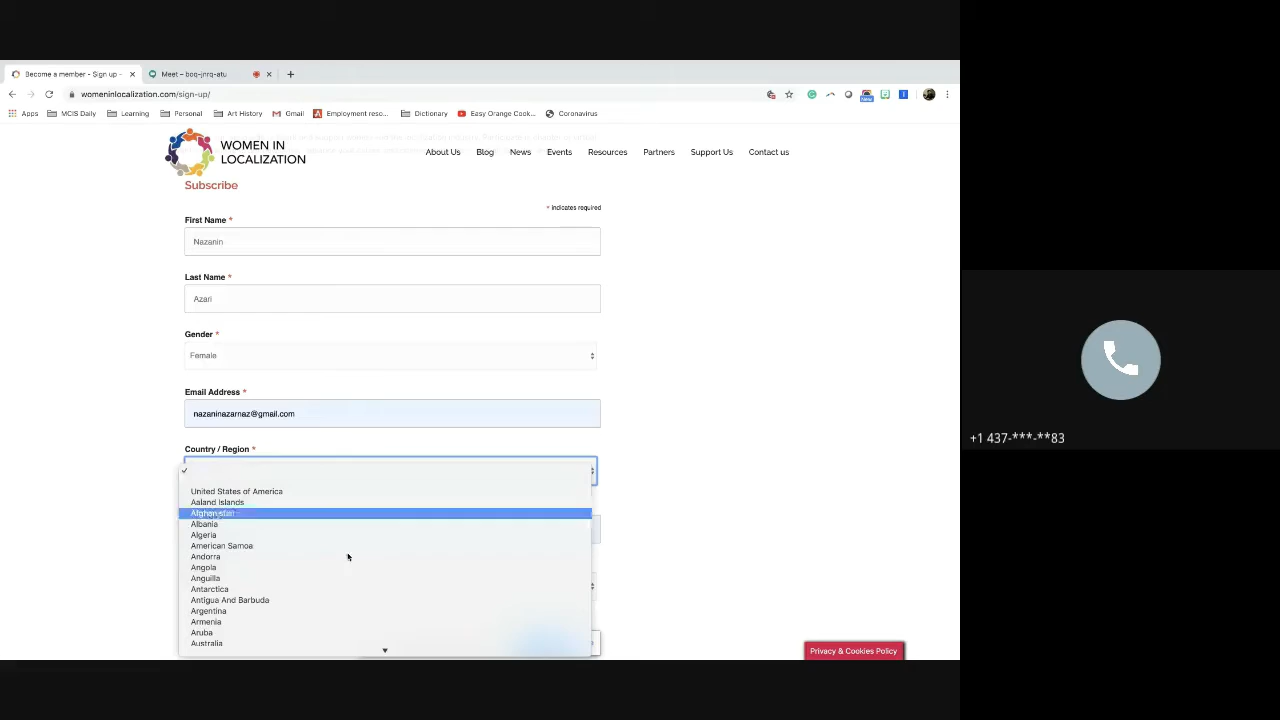 Become a member - Sign up -
Meet – boq-jnrq-atu
womeninlocalization.com/sign-up/
Apps MCIS Daily Learning Personal Art History Gmail Employment reso... Dictionary Easy Orange Cook... Coronavirus
WOMEN IN
LOCALIZATION
About Us Blog News Events Resources Partners Support Us Contact us
Subscribe
* indicates required
First Name *
Nazanin
Last Name *
Azari
Gender *
Female
Email Address *
nazaninazarnaz@gmail.com
Country / Region *
United States of America
Aaland Islands
Afghanistan
Albania
Algeria
American Samoa
Andorra
Angola
Anguilla
Antarctica
Antigua And Barbuda
Argentina
Armenia
Aruba
Australia
Privacy & Cookies Policy
+1 437-***-**83